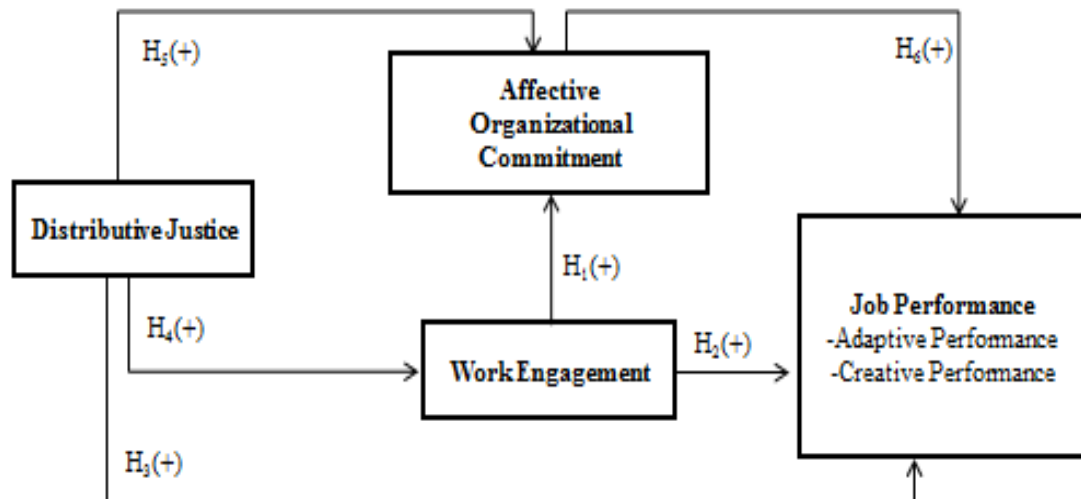 H₅(+)
H₆(+)
Affective
Organizational
Commitment
Distributive Justice
H₁(+)
Job Performance
-Adaptive Performance
-Creative Performance
H₄(+)
H₂(+)
Work Engagement
H₃(+)